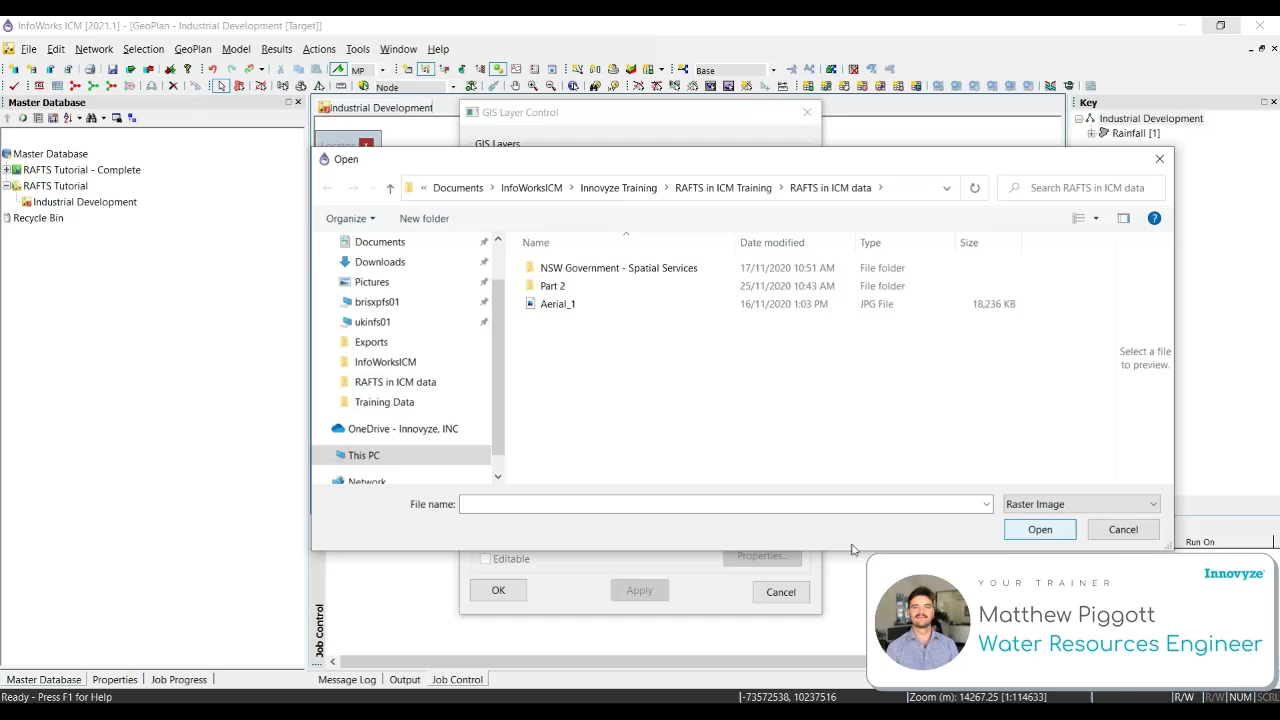 InfoWorks ICM [2021.1] - [GeoPlan - Industrial Development [Target]]
File Edit Network Selection GeoPlan Model Results Actions Tools Window Help
MP Base
Node
Master Database
Industrial Development
GIS Layer Control
Key
GIS Layers
Industrial Development
Rainfall [1]
Master Database
RAFTS Tutorial - Complete
RAFTS Tutorial
Industrial Development
Recycle Bin
Open
« Documents InfoWorksICM Innovyze Training RAFTS in ICM Training RAFTS in ICM data
Search RAFTS in ICM data
Organize New folder
Name Date modified Type Size
Documents
Downloads
Pictures
brisxpfs01
ukinfs01
Exports
InfoWorksICM
RAFTS in ICM data
Training Data
OneDrive - Innovyze, INC
This PC
Network
NSW Government - Spatial Services 17/11/2020 10:51 AM File folder
Part 2 25/11/2020 10:43 AM File folder
Aerial_1 16/11/2020 1:03 PM JPG File 18,236 KB
Select a file
to preview.
File name: Raster Image
Open Cancel
Run On
Editable Properties...
OK Apply Cancel
Job Control
Innovyze
YOUR TRAINER
Matthew Piggott
Water Resources Engineer
Master Database Properties Job Progress
Message Log Output Job Control
Ready - Press F1 for Help
-73572538, 10237516 Zoom (m): 14267.25 [1:114633] R/W R/W NUM SCRL